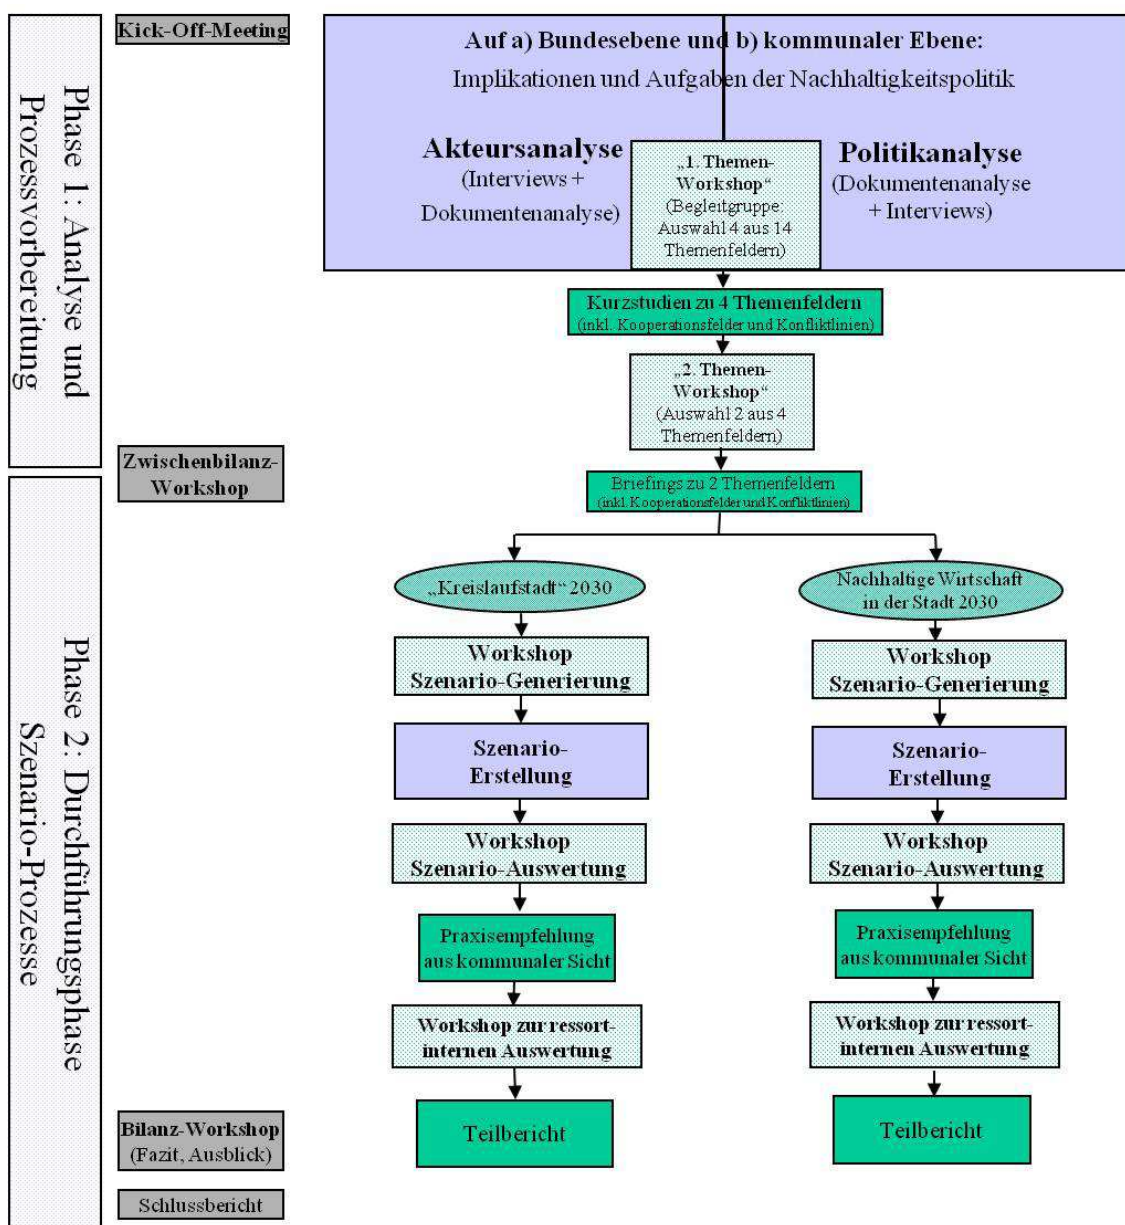 Phase 1: Analyse und
Prozessvorbereitung
Kick-Off-Meeting
Auf a) Bundesebene und b) kommunaler Ebene:
Implikationen und Aufgaben der Nachhaltigkeitspolitik
Akteursanalyse
(Interviews +
Dokumentenanalyse)
„1. Themen-
Workshop“
(Begleitgruppe:
Auswahl 4 aus 14
Themenfeldern)
Politikanalyse
(Dokumentenanalyse
+ Interviews)
Kurzstudien zu 4 Themenfeldern
(inkl. Kooperationsfelder und Konfliktlinien)
„2. Themen-
Workshop“
(Auswahl 2 aus 4
Themenfeldern)
Zwischenbilanz-
Workshop
Briefings zu 2 Themenfeldern
(inkl. Kooperationsfelder und Konfliktlinien)
Phase 2: Durchführungsphase
Szenario-Prozesse
„Kreislaufstadt“ 2030
Workshop
Szenario-Generierung
Szenario-
Erstellung
Workshop
Szenario-Auswertung
Praxisempfehlung
aus kommunaler Sicht
Workshop zur ressort-
internen Auswertung
Teilbericht
Nachhaltige Wirtschaft
in der Stadt 2030
Workshop
Szenario-Generierung
Szenario-
Erstellung
Workshop
Szenario-Auswertung
Praxisempfehlung
aus kommunaler Sicht
Workshop zur ressort-
internen Auswertung
Teilbericht
Bilanz-Workshop
(Fazit, Ausblick)
Schlussbericht